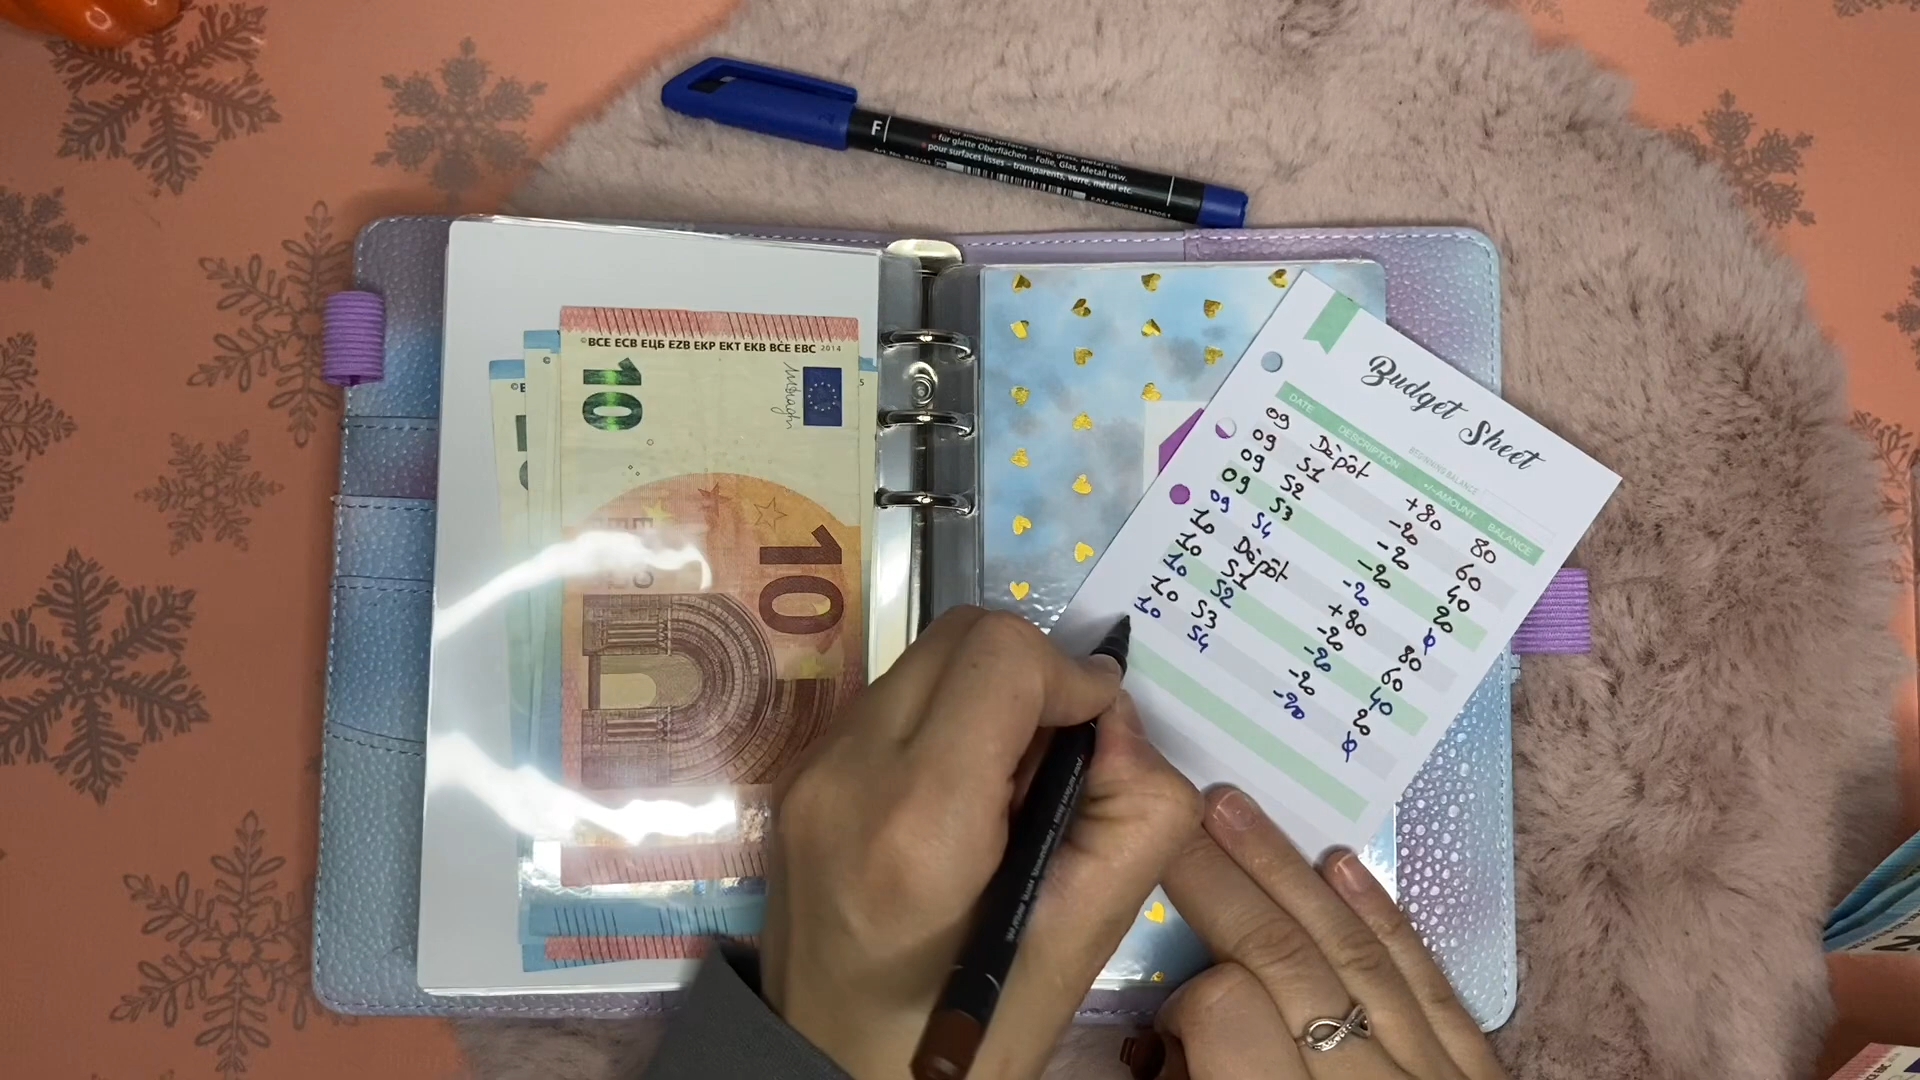 F
für glatte Oberflächen - Folie, Glas, Metall usw.
pour surfaces lisses - transparents, verre, métal etc.
©BCE ECB ЕЦБ EZB EKP EKT EKB BĊE EBC 2014
10
10
Budget Sheet
BEGINNING BALANCE
DATE DESCRIPTION +/- AMOUNT BALANCE
09 Dépôt +80 80
09 S1 -20 60
09 S2 -20 40
09 S3 -20 20
09 S4 -20 0
10 Dépôt +80 80
10 S1 -20 60
10 S2 -20 40
10 S3 -20 20
10 S4 -20 0